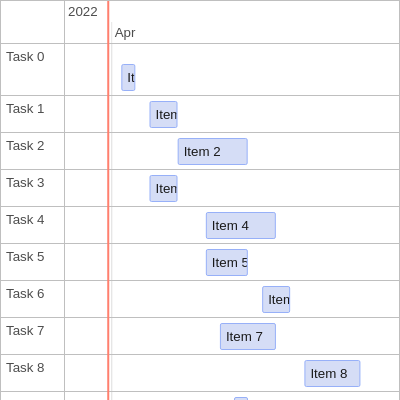 2022
Apr
Task 0
It
Task 1
Item
Task 2
Item 2
Task 3
Item
Task 4
Item 4
Task 5
Item 5
Task 6
Item
Task 7
Item 7
Task 8
Item 8